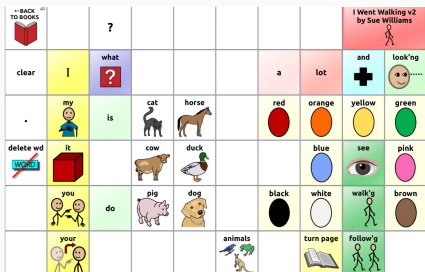 ←BACK
TO BOOKS
?
I Went Walking v2
by Sue Williams
clear
I
what
?
a
lot
and
look'ng
.
my
is
cat
horse
red
orange
yellow
green
delete wd
WORD
it
cow
duck
blue
see
pink
you
do
pig
dog
black
white
walk'g
brown
your
animals
turn page
follow'g